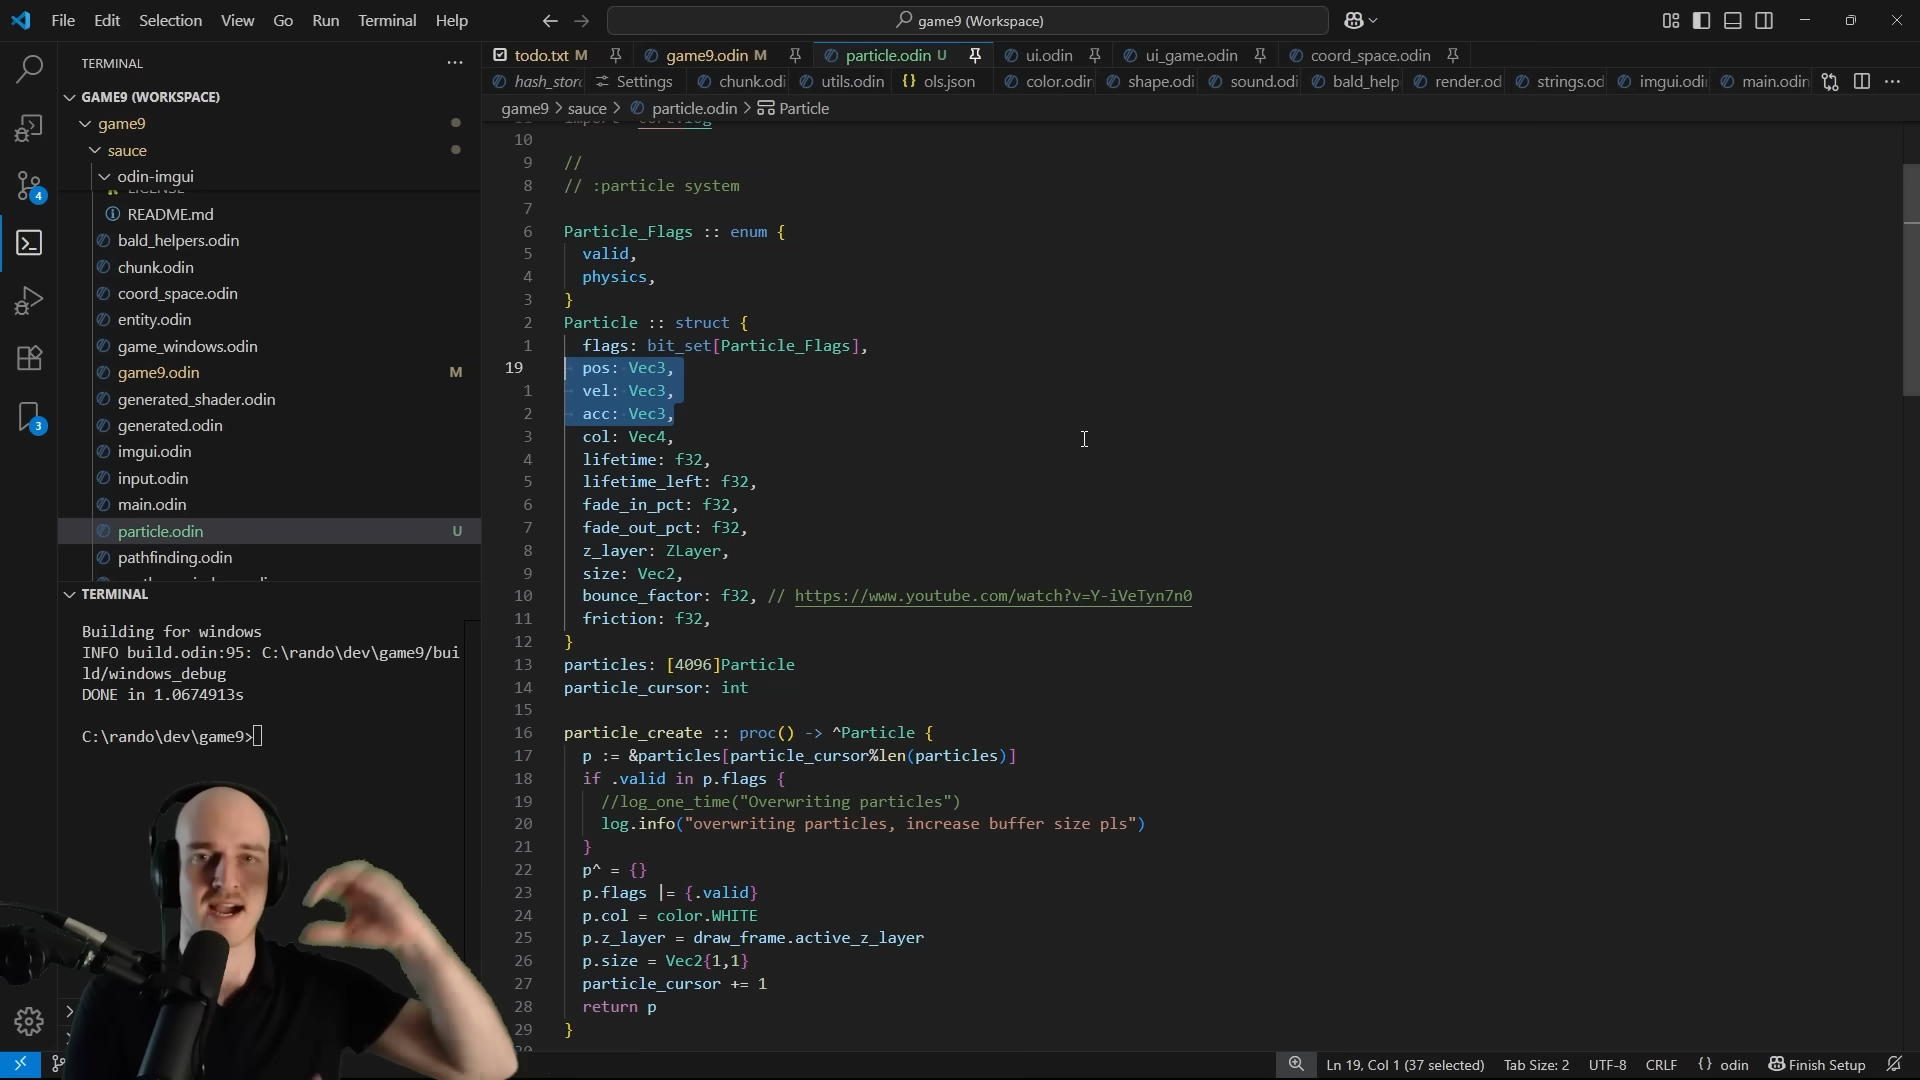 File Edit Selection View Go Run Terminal Help
game9 (Workspace)
TERMINAL
todo.txt M
game9.odin M
particle.odin U
ui.odin
ui_game.odin
coord_space.odin
hash_stor
Settings
chunk.odi
utils.odin
ols.json
color.odin
shape.odi
sound.odi
bald_help
render.od
strings.od
imgui.odi
main.odin
game9 > sauce > particle.odin > Particle
GAME9 (WORKSPACE)
game9
sauce
odin-imgui
LICENSE
README.md
bald_helpers.odin
chunk.odin
coord_space.odin
entity.odin
game_windows.odin
game9.odin M
generated_shader.odin
generated.odin
imgui.odin
input.odin
main.odin
particle.odin U
pathfinding.odin
4
3
TERMINAL
Building for windows
INFO build.odin:95: C:\rando\dev\game9/bui
ld/windows_debug
DONE in 1.0674913s
C:\rando\dev\game9>
10
9 //
8 // :particle system
7
6 Particle_Flags :: enum {
5 valid,
4 physics,
3 }
2 Particle :: struct {
1 flags: bit_set[Particle_Flags],
19 pos: Vec3,
1 vel: Vec3,
2 acc: Vec3,
3 col: Vec4,
4 lifetime: f32,
5 lifetime_left: f32,
6 fade_in_pct: f32,
7 fade_out_pct: f32,
8 z_layer: ZLayer,
9 size: Vec2,
10 bounce_factor: f32, // https://www.youtube.com/watch?v=Y-iVeTyn7n0
11 friction: f32,
12 }
13 particles: [4096]Particle
14 particle_cursor: int
15
16 particle_create :: proc() -> ^Particle {
17 p := &particles[particle_cursor%len(particles)]
18 if .valid in p.flags {
19 //log_one_time("Overwriting particles")
20 log.info("overwriting particles, increase buffer size pls")
21 }
22 p^ = {}
23 p.flags |= {.valid}
24 p.col = color.WHITE
25 p.z_layer = draw_frame.active_z_layer
26 p.size = Vec2{1,1}
27 particle_cursor += 1
28 return p
29 }
Ln 19, Col 1 (37 selected) Tab Size: 2 UTF-8 CRLF {} odin Finish Setup